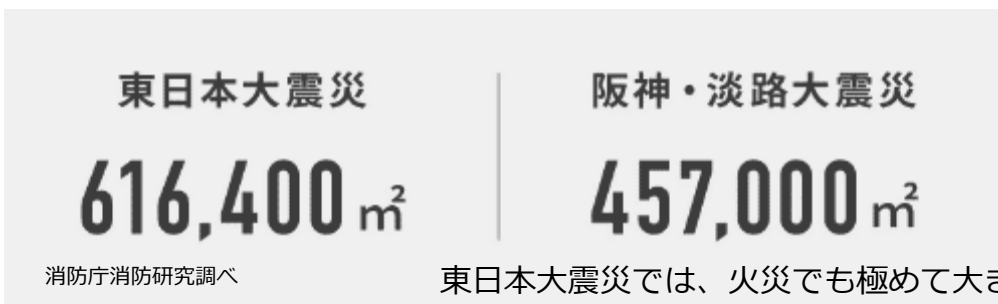 東日本大震災
阪神・淡路大震災
616,400㎡
457,000㎡
消防庁消防研究調べ
東日本大震災では、火災でも極めて大き